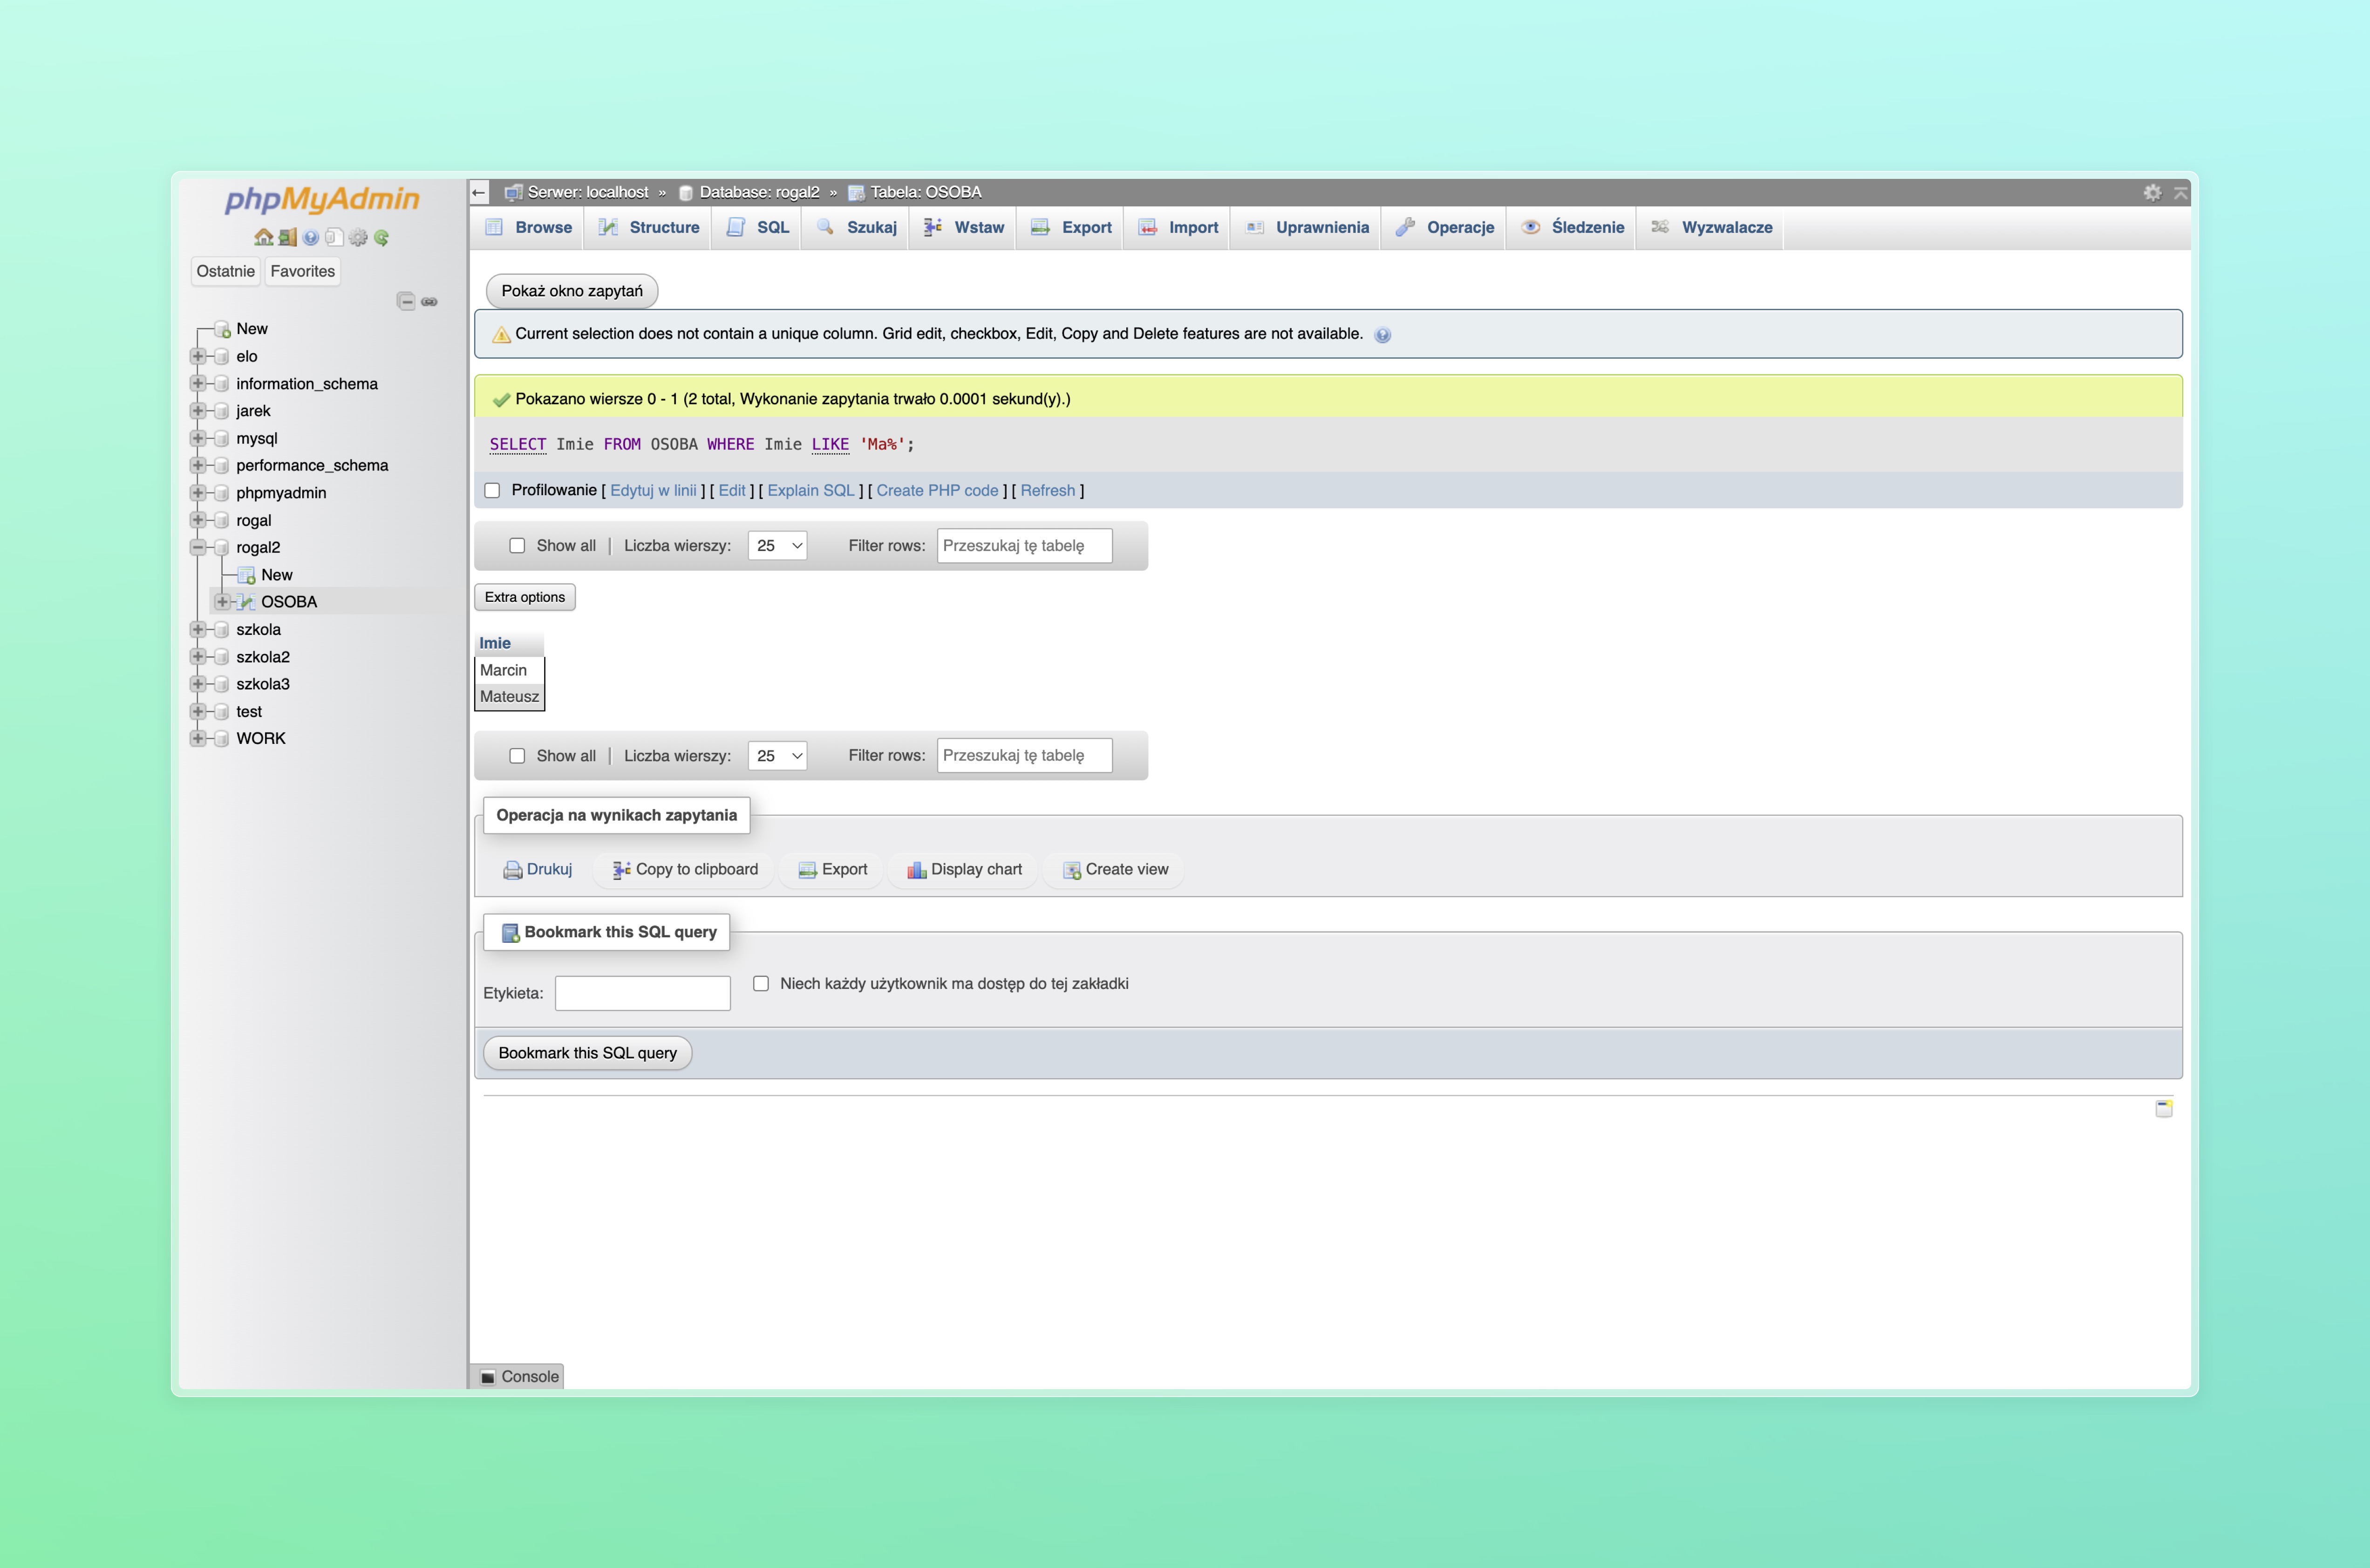 phpMyAdmin
Ostatnie Favorites
New
elo
information_schema
jarek
mysql
performance_schema
phpmyadmin
rogal
rogal2
New
OSOBA
szkola
szkola2
szkola3
test
WORK
← Serwer: localhost » Database: rogal2 » Tabela: OSOBA
Browse Structure SQL Szukaj Wstaw Export Import Uprawnienia Operacje Śledzenie Wyzwalacze
Pokaż okno zapytań
Current selection does not contain a unique column. Grid edit, checkbox, Edit, Copy and Delete features are not available.
Pokazano wiersze 0 - 1 (2 total, Wykonanie zapytania trwało 0.0001 sekund(y).)
SELECT Imie FROM OSOBA WHERE Imie LIKE 'Ma%';
Profilowanie [ Edytuj w linii ] [ Edit ] [ Explain SQL ] [ Create PHP code ] [ Refresh ]
Show all | Liczba wierszy: 25 Filter rows: Przeszukaj tę tabelę
Extra options
Imie
Marcin
Mateusz
Show all | Liczba wierszy: 25 Filter rows: Przeszukaj tę tabelę
Operacja na wynikach zapytania
Drukuj Copy to clipboard Export Display chart Create view
Bookmark this SQL query
Etykieta: Niech każdy użytkownik ma dostęp do tej zakładki
Bookmark this SQL query
Console